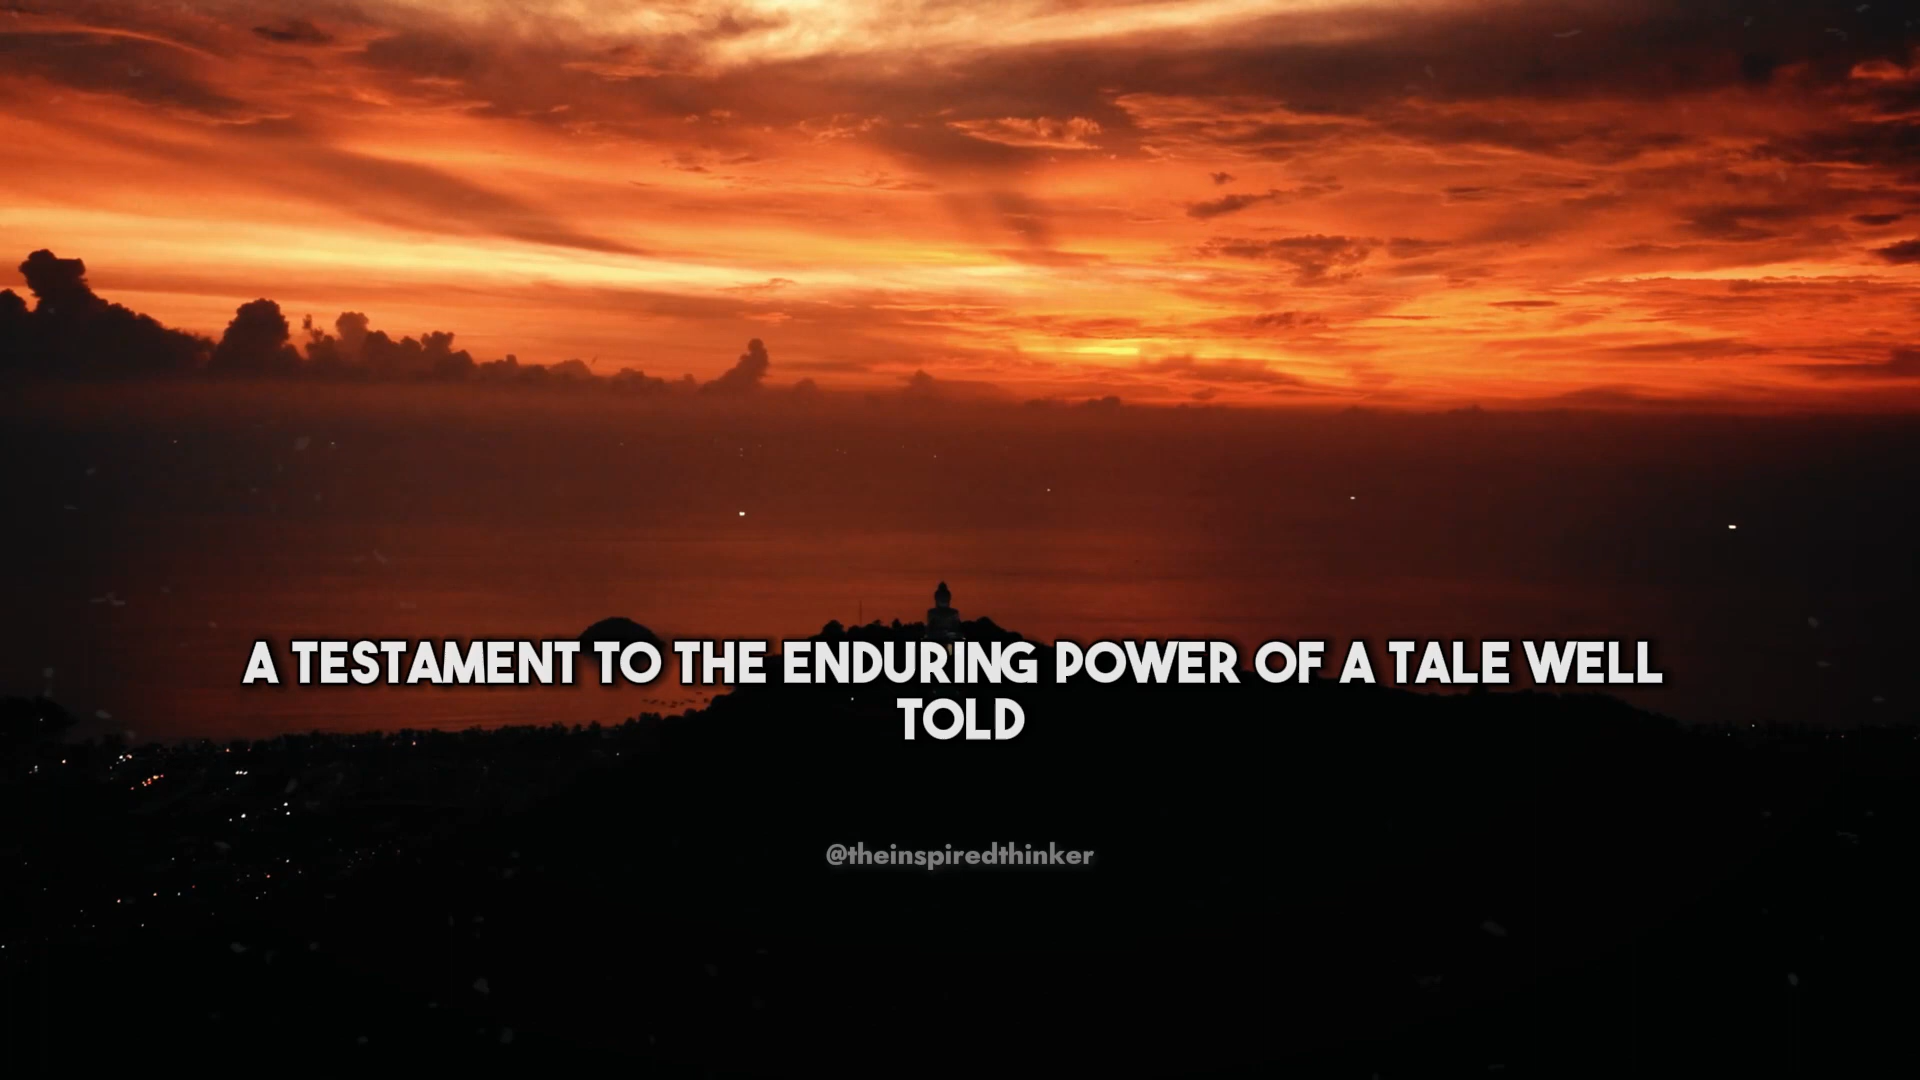 A TESTAMENT TO THE ENDURING POWER OF A TALE WELL
TOLD
@theinspiredthinker